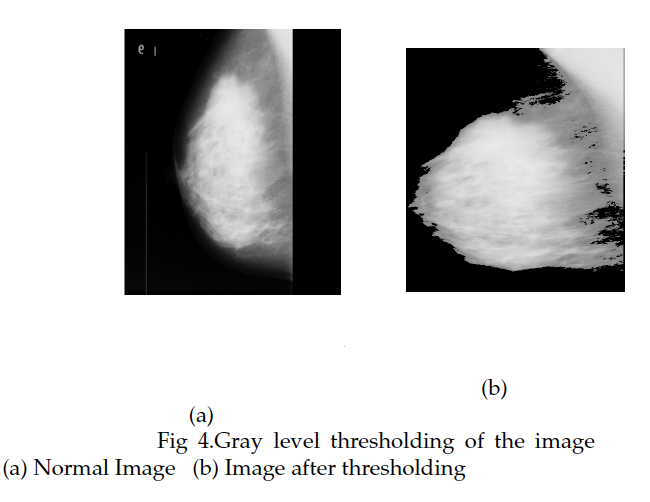 (b)
(a)
Fig 4.Gray level thresholding of the image
(a) Normal Image (b) Image after thresholding